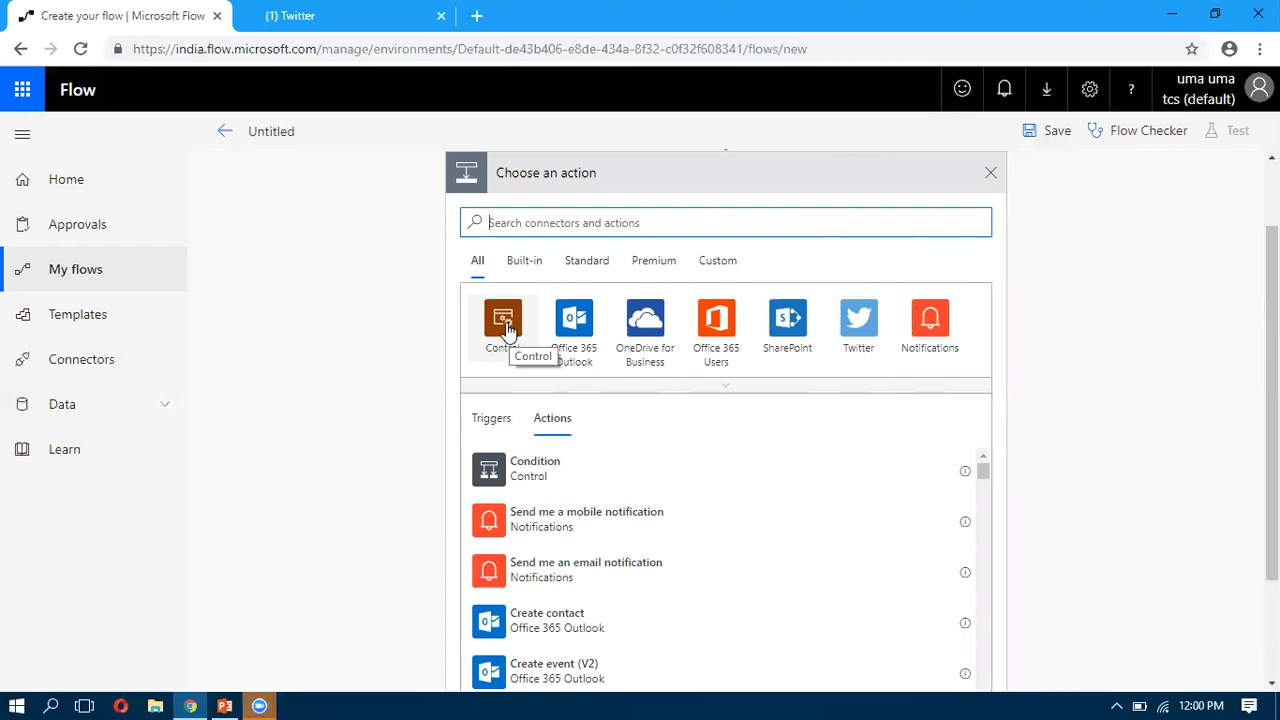 Create your flow | Microsoft Flow
(1) Twitter
https://india.flow.microsoft.com/manage/environments/Default-de43b406-e8de-434a-8f32-c0f32f608341/flows/new
Flow
?
uma uma
tcs (default)
Untitled
Save
Flow Checker
Test
Home
Approvals
My flows
Templates
Connectors
Data
Learn
Choose an action
Search connectors and actions
All
Built-in
Standard
Premium
Custom
Control
Office 365
Outlook
OneDrive for
Business
Office 365
Users
SharePoint
Twitter
Notifications
Control
Triggers
Actions
Condition
Control
Send me a mobile notification
Notifications
Send me an email notification
Notifications
Create contact
Office 365 Outlook
Create event (V2)
Office 365 Outlook
12:00 PM